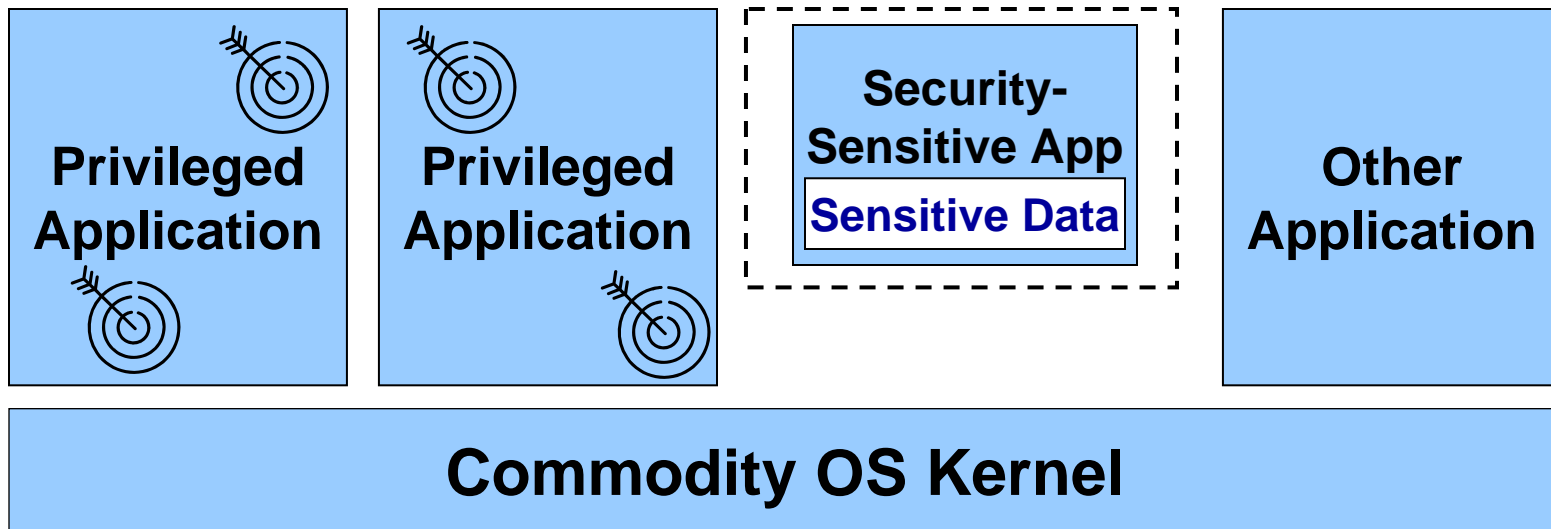 Privileged
Application
Privileged
Application
Security-
Sensitive App
Sensitive Data
Other
Application
Commodity OS Kernel